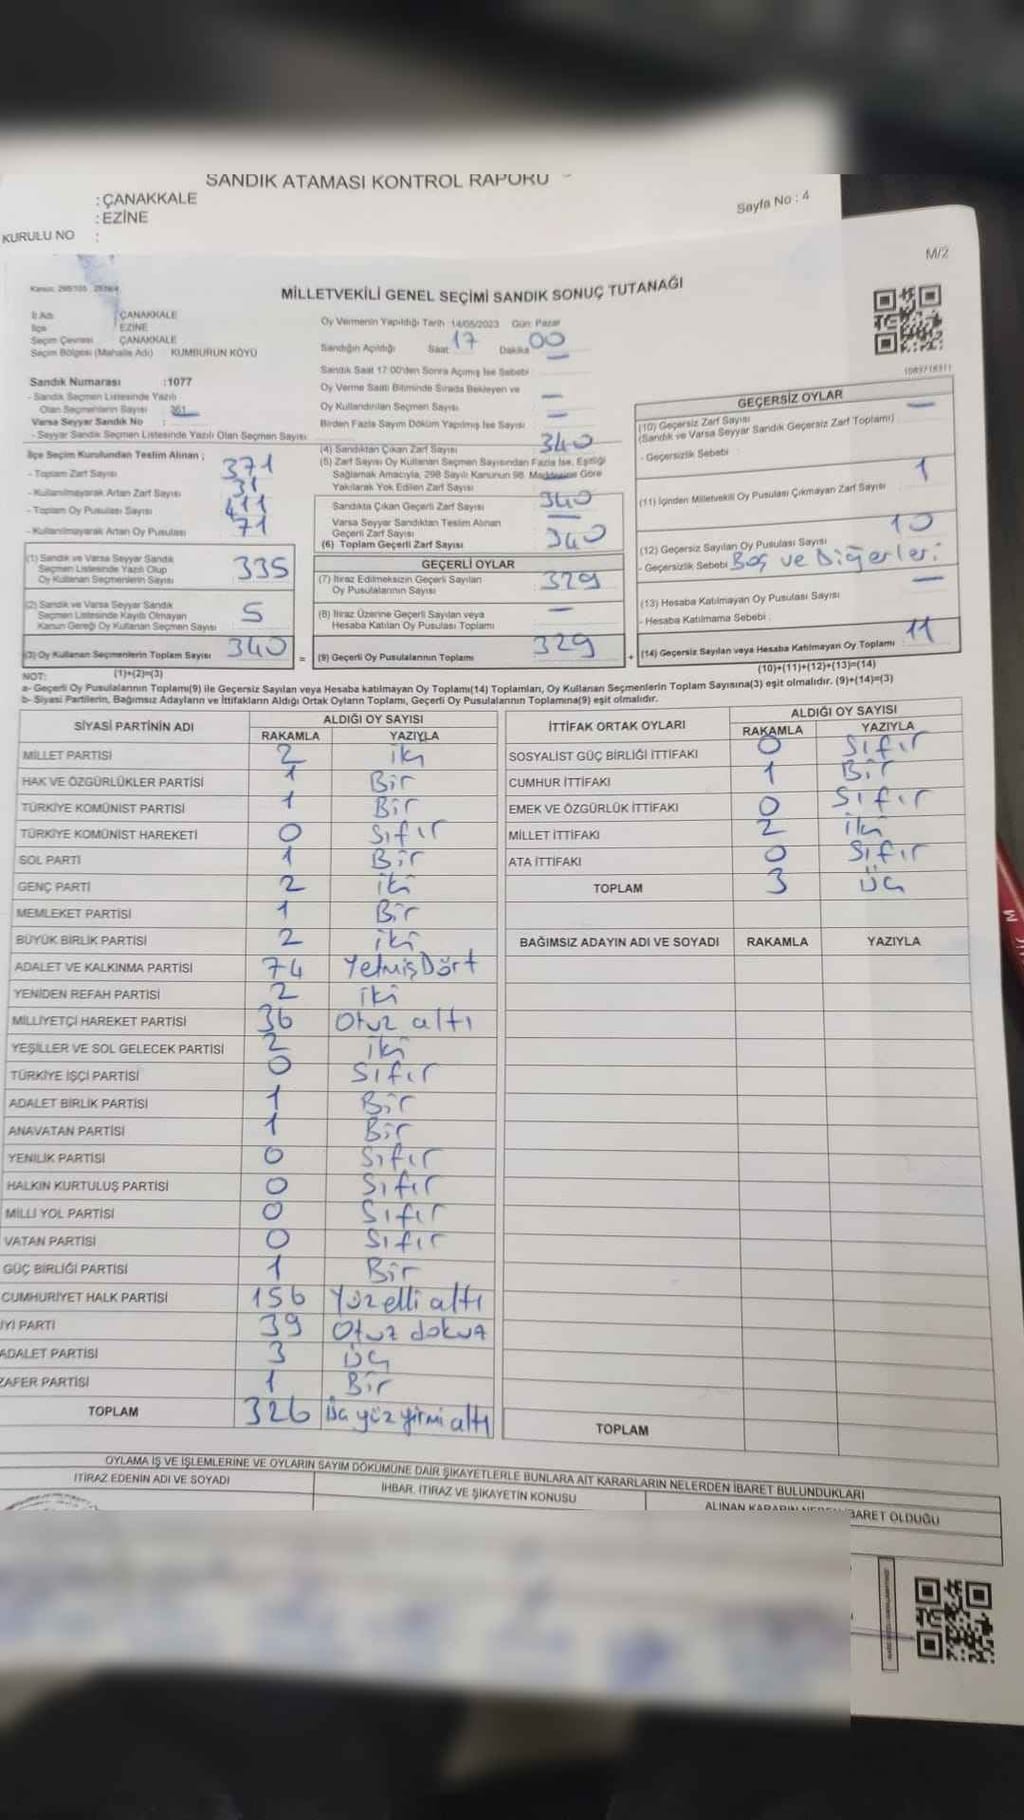 SANDIK ATAMASI KONTROL RAPORU
: ÇANAKKALE
: EZİNE
Sayfa No : 4
KURULU NO :
M/2
MİLLETVEKİLİ GENEL SEÇİMİ SANDIK SONUÇ TUTANAĞI
İl Adı ÇANAKKALE
İlçe EZİNE
Seçim Çevresi ÇANAKKALE
Seçim Bölgesi (Mahalle Adı) KUMBURUN KÖYÜ
Oy Vermenin Yapıldığı Tarih 14/05/2023 Gün: Pazar
Sandığın Açıldığı Saat 17 Dakika 00
Sandık Saat 17:00'den Sonra Açımış İse Sebebi
Oy Verme Saati Bitiminde Sırada Bekleyen ve
Oy Kullandırılan Seçmen Sayısı —
Birden Fazla Sayım Döküm Yapılmış İse Sayısı —
Sandık Numarası :1077
- Sandık Seçmen Listesinde Yazılı
Olan Seçmenlerin Sayısı 361
Varsa Seyyar Sandık No :
- Seyyar Sandık Seçmen Listesinde Yazılı Olan Seçmen Sayısı
İlçe Seçim Kurulundan Teslim Alınan ;
- Toplam Zarf Sayısı 371
- Kullanılmayarak Artan Zarf Sayısı 31
- Toplam Oy Pusulası Sayısı 411
- Kullanılmayarak Artan Oy Pusulası 71
(1) Sandık ve Varsa Seyyar Sandık
Seçmen Listesinde Yazılı Olup
Oy Kullanan Seçmenlerin Sayısı 335
(2) Sandık ve Varsa Seyyar Sandık
Seçmen Listesinde Kayıtlı Olmayan
Kanun Gereği Oy Kullanan Seçmen Sayısı 5
(3) Oy Kullanan Seçmenlerin Toplam Sayısı 340
(1)+(2)=(3)
(4) Sandıktan Çıkan Zarf Sayısı 340
(5) Zarf Sayısı Oy Kullanan Seçmen Sayısından Fazla İse, Eşitliği
Sağlamak Amacıyla, 298 Sayılı Kanunun 98. Maddesine Göre
Yakılarak Yok Edilen Zarf Sayısı
Sandıkta Çıkan Geçerli Zarf Sayısı 340
Varsa Seyyar Sandıktan Teslim Alınan
Geçerli Zarf Sayısı —
(6) Toplam Geçerli Zarf Sayısı 340
GEÇERLİ OYLAR
(7) İtiraz Edilmeksizin Geçerli Sayılan
Oy Pusulalarının Sayısı 329
(8) İtiraz Üzerine Geçerli Sayılan veya
Hesaba Katılan Oy Pusulası Toplamı —
= (9) Geçerli Oy Pusulalarının Toplamı 329 +
GEÇERSİZ OYLAR
(10) Geçersiz Zarf Sayısı —
(Sandık ve Varsa Seyyar Sandık Geçersiz Zarf Toplamı)
- Geçersizlik Sebebi
(11) İçinden Milletvekili Oy Pusulası Çıkmayan Zarf Sayısı 1
(12) Geçersiz Sayılan Oy Pusulası Sayısı 10
- Geçersizlik Sebebi Boş ve Diğerleri
(13) Hesaba Katılmayan Oy Pusulası Sayısı —
- Hesaba Katılmama Sebebi :
(14) Geçersiz Sayılan veya Hesaba Katılmayan Oy Toplamı 11
(10)+(11)+(12)+(13)=(14)
NOT:
a- Geçerli Oy Pusulalarının Toplamı(9) ile Geçersiz Sayılan veya Hesaba katılmayan Oy Toplamı(14) Toplamları, Oy Kullanan Seçmenlerin Toplam Sayısına(3) eşit olmalıdır. (9)+(14)=(3)
b- Siyasi Partilerin, Bağımsız Adayların ve İttifakların Aldığı Oyların Toplamı, Geçerli Oy Pusulalarının Toplamına(9) eşit olmalıdır.
SİYASİ PARTİNİN ADI ALDIĞI OY SAYISI
RAKAMLA YAZIYLA
MİLLET PARTİSİ 2 iki
HAK VE ÖZGÜRLÜKLER PARTİSİ 1 Bir
TÜRKİYE KOMÜNİST PARTİSİ 1 Bir
TÜRKİYE KOMÜNİST HAREKETİ 0 Sıfır
SOL PARTİ 1 Bir
GENÇ PARTİ 2 iki
MEMLEKET PARTİSİ 1 Bir
BÜYÜK BİRLİK PARTİSİ 2 iki
ADALET VE KALKINMA PARTİSİ 74 YetmişDört
YENİDEN REFAH PARTİSİ 2 iki
MİLLİYETÇİ HAREKET PARTİSİ 36 Otuz altı
YEŞİLLER VE SOL GELECEK PARTİSİ 2 iki
TÜRKİYE İŞÇİ PARTİSİ 0 Sıfır
ADALET BİRLİK PARTİSİ 1 Bir
ANAVATAN PARTİSİ 1 Bir
YENİLİK PARTİSİ 0 Sıfır
HALKIN KURTULUŞ PARTİSİ 0 Sıfır
MİLLİ YOL PARTİSİ 0 Sıfır
VATAN PARTİSİ 0 Sıfır
GÜÇ BİRLİĞİ PARTİSİ 1 Bir
CUMHURİYET HALK PARTİSİ 156 Yüzelli altı
İYİ PARTİ 39 Otuz dokuz
ADALET PARTİSİ 3 Üç
ZAFER PARTİSİ 1 Bir
TOPLAM 326 Üç yüz yirmi altı
İTTİFAK ORTAK OYLARI ALDIĞI OY SAYISI
RAKAMLA YAZIYLA
SOSYALİST GÜÇ BİRLİĞİ İTTİFAKI 0 Sıfır
CUMHUR İTTİFAKI 1 Bir
EMEK VE ÖZGÜRLÜK İTTİFAKI 0 Sıfır
MİLLET İTTİFAKI 2 iki
ATA İTTİFAKI 0 Sıfır
TOPLAM 3 Üç
BAĞIMSIZ ADAYIN ADI VE SOYADI RAKAMLA YAZIYLA
TOPLAM
OYLAMA İŞ VE İŞLEMLERİNE VE OYLARIN SAYIM DÖKÜMÜNE DAİR ŞİKAYETLERLE BUNLARA AİT KARARLARIN NELERDEN İBARET BULUNDUKLARI
İTİRAZ EDENİN ADI VE SOYADI
İHBAR, İTİRAZ VE ŞİKAYETİN KONUSU
ALINAN KARARIN İBARET OLDUĞU